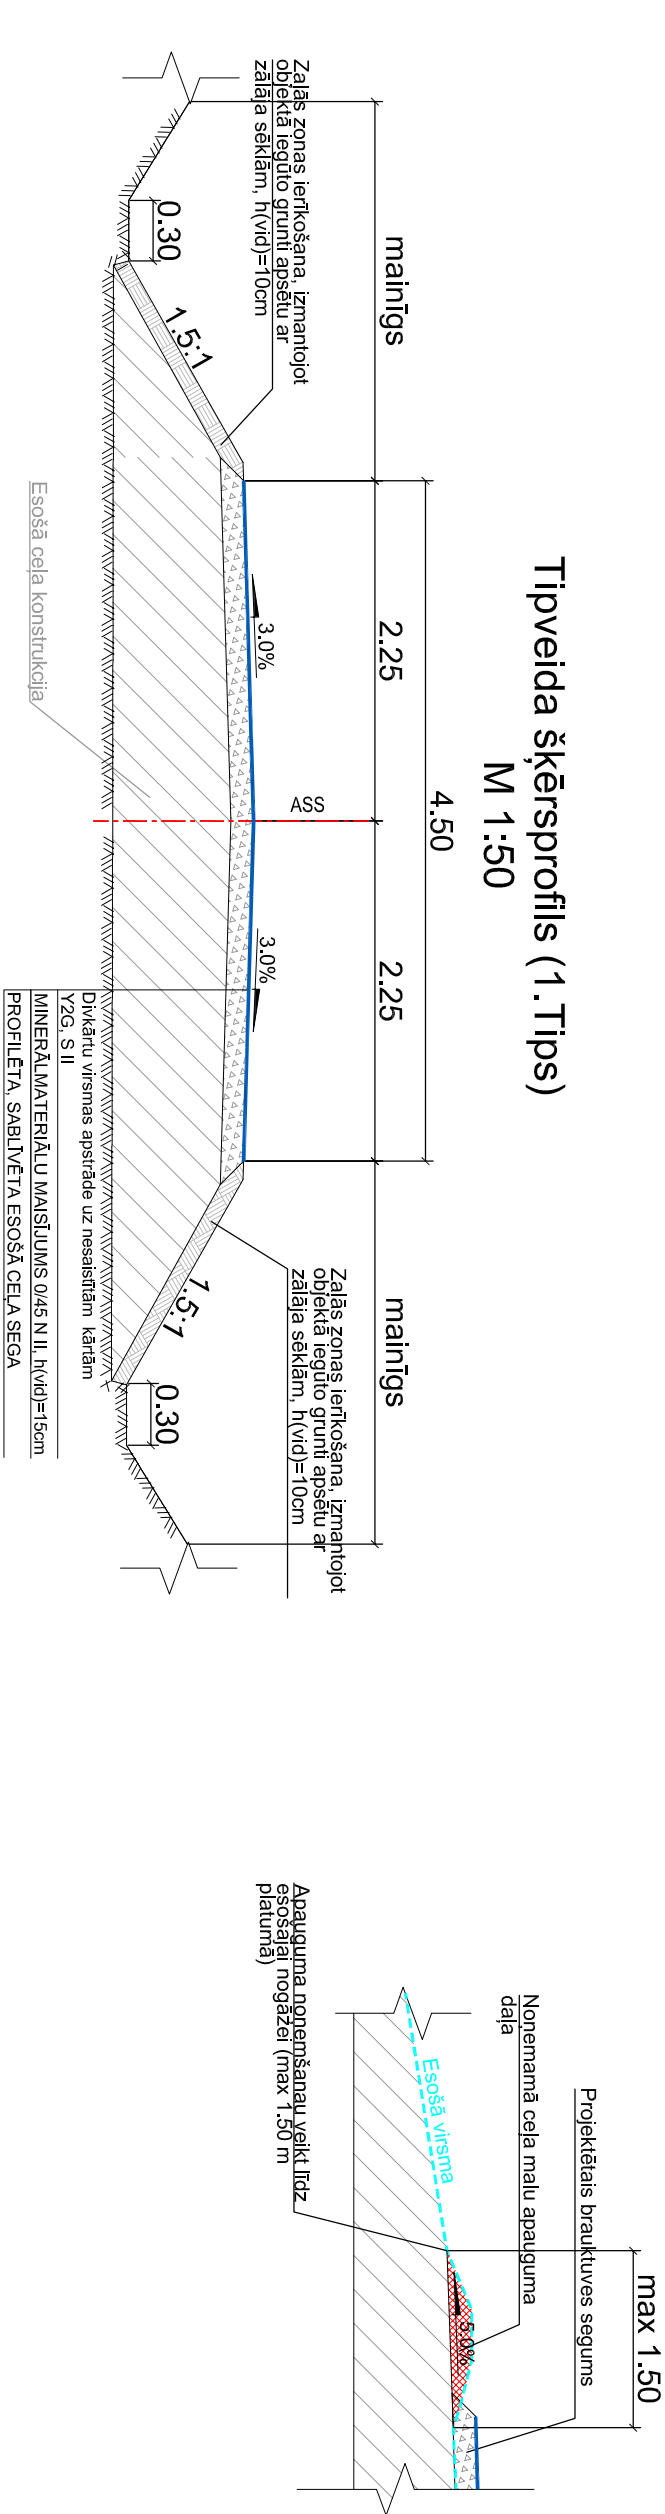 Tipveida šķērsprofils (1.Tips)
M 1:50
4.50
mainīgs
2.25
2.25
mainīgs
Zaļās zonas ierīkošana, izmantojot
objektā iegūto grunti apsētu ar
zālāja sēklām, h(vid)=10cm
0.30
1.5:1
3.0%
ASS
3.0%
1.5:1
0.30
Zaļās zonas ierīkošana, izmantojot
objektā iegūto grunti apsētu ar
zālāja sēklām, h(vid)=10cm
Esošā ceļa konstrukcija
Divkārtu virsmas apstrāde uz nesaistītām kārtām
Y2G, S II
MINERĀLMATERIĀLU MAISĪJUMS 0/45 N II, h(vid)=15cm
PROFILĒTA, SABLĪVĒTA ESOŠĀ CEĻA SEGA
max 1.50
Projektētais brauktuves segums
Noņemamā ceļa malu apauguma
daļa
Esošā virsma
5.0%
Apauguma noņemšanau veikt līdz
esošajai nogāzei (max 1.50 m
platumā)